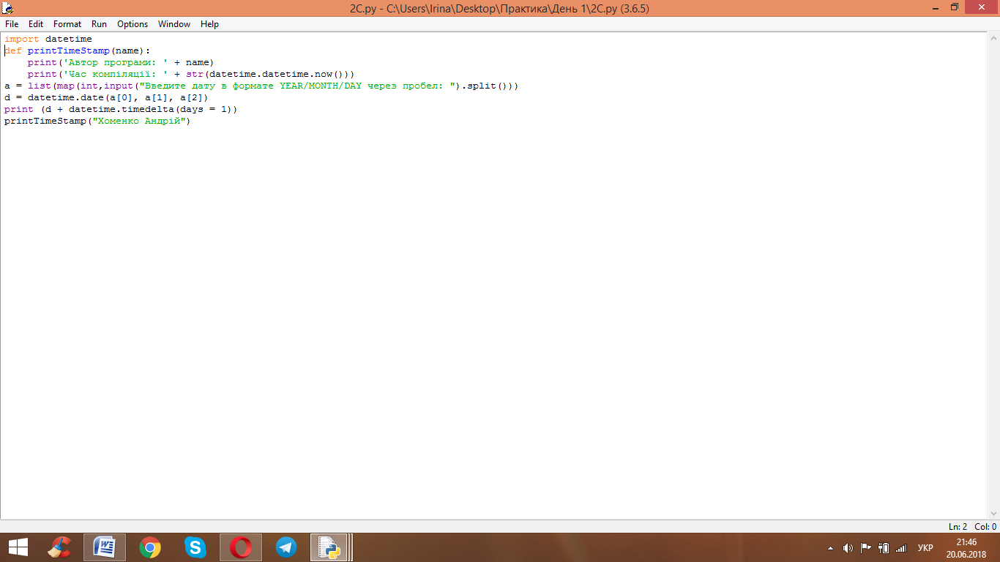 2C.py - C:\Users\Irina\Desktop\Практика\День 1\2C.py (3.6.5)
File Edit Format Run Options Window Help
import datetime
def printTimeStamp(name):
    print('Автор програми: ' + name)
    print('Час компіляції: ' + str(datetime.datetime.now()))
a = list(map(int,input("Введите дату в формате YEAR/MONTH/DAY через пробел: ").split()))
d = datetime.date(a[0], a[1], a[2])
print (d + datetime.timedelta(days = 1))
printTimeStamp("Хоменко Андрій")
Ln: 2 Col: 0
УКР
21:46
20.06.2018